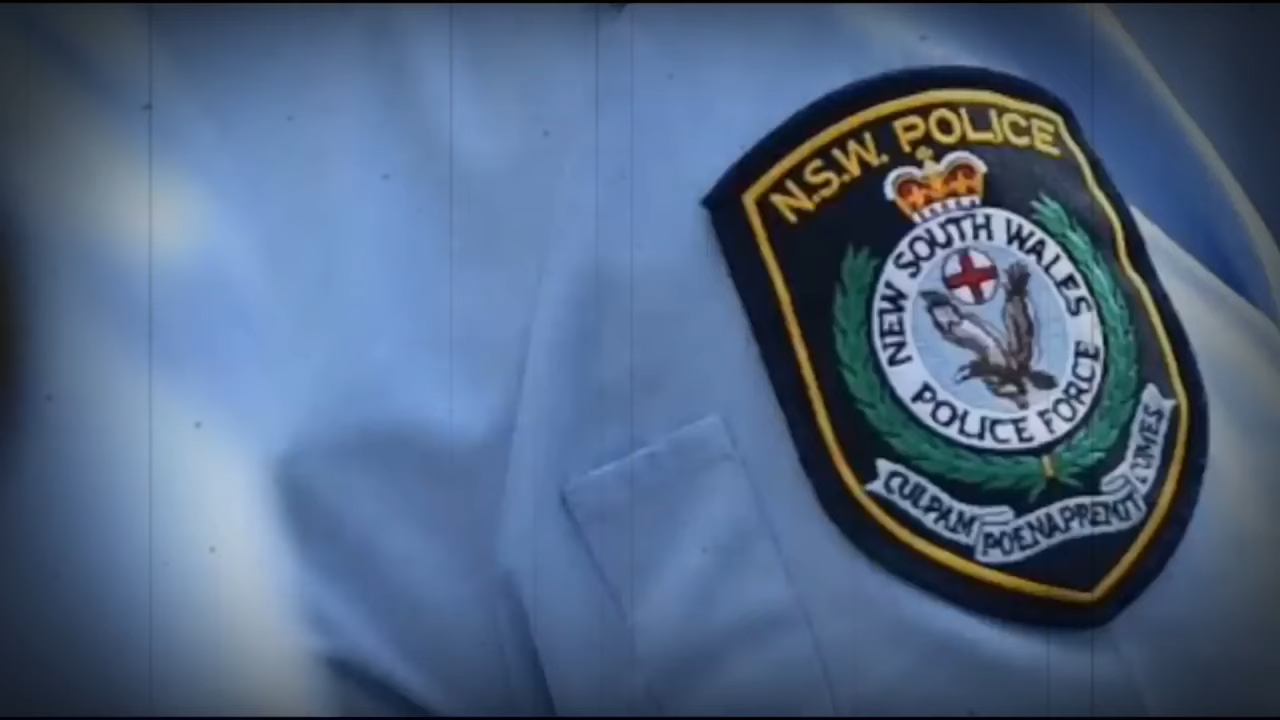 N.S.W. POLICE
NEW SOUTH WALES
POLICE FORCE
CULPAM POENA PREMIT COMES